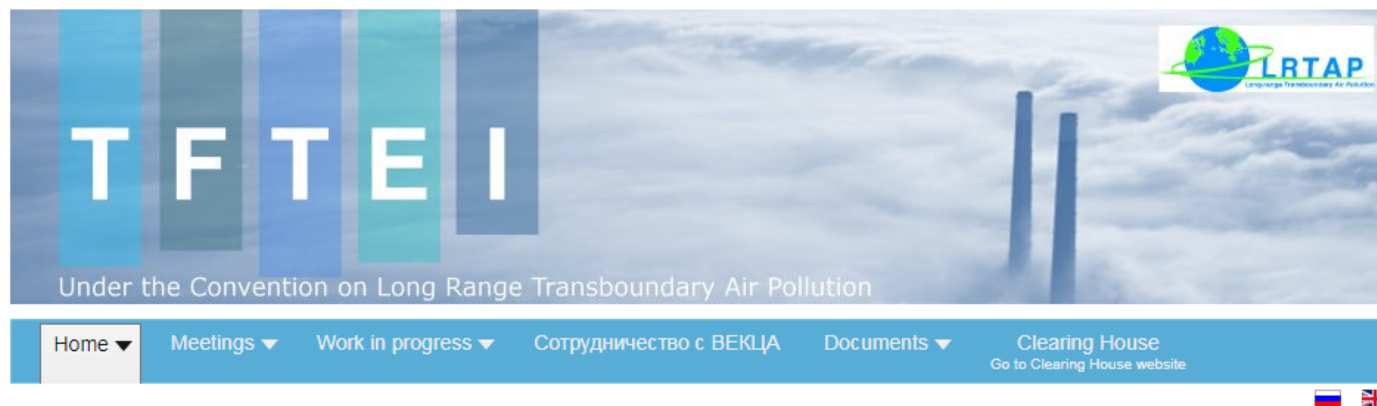 TFTEI
LRTAP
Long-range Transboundary Air Pollution
Under the Convention on Long Range Transboundary Air Pollution
Home Meetings Work in progress Сотрудничество с ВЕКЦА Documents Clearing House
Go to Clearing House website